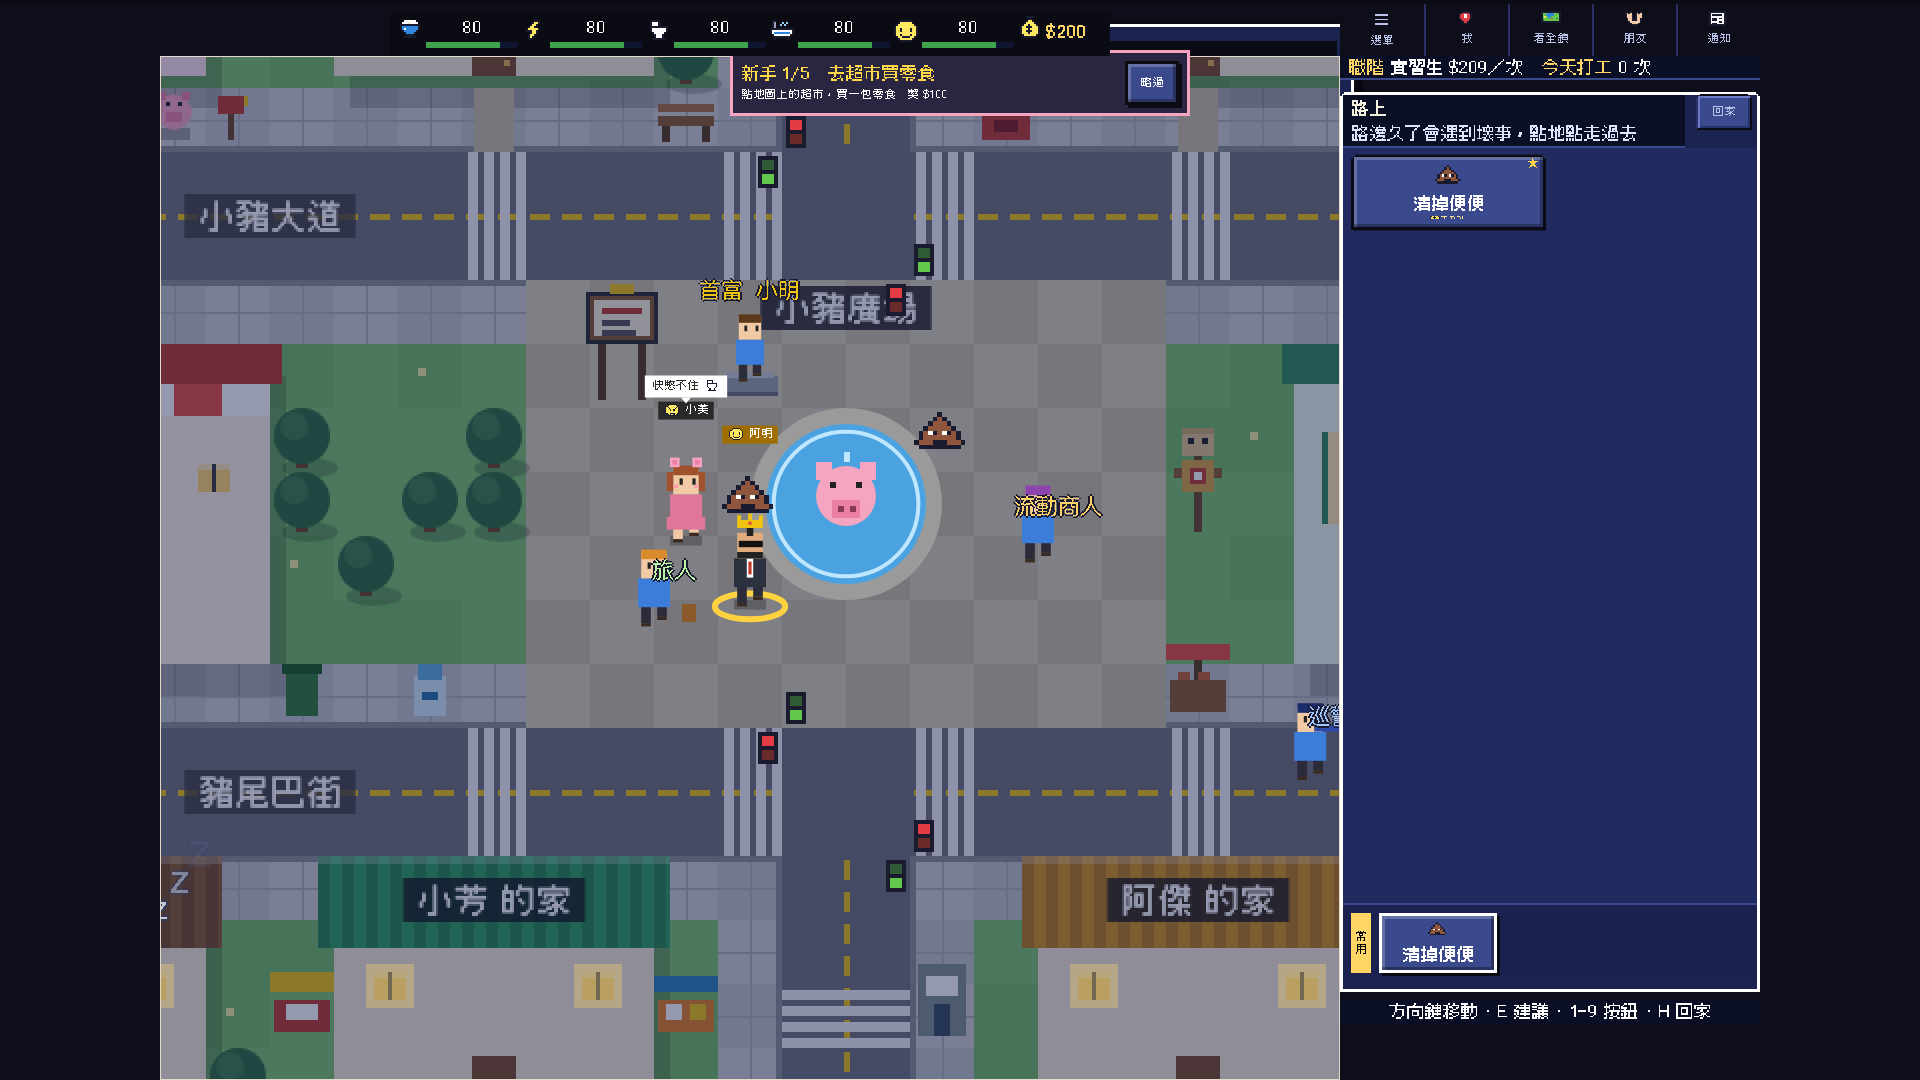 80
80
80
80
80
$200
選單
我
看全鎮
朋友
通知
新手 1/5 去超市買零食
點地圖上的超市，買一包零食 獎 $100
略過
職階 實習生 $209／次 今天打工 0 次
路上
路邊久了會遇到壞事，點地點走過去
回家
清掉便便
小豬大道
首富 小明
小豬廣場
快憋不住
小美
阿明
流動商人
旅人
豬尾巴街
Z
Z
Z
小芳 的家
阿傑 的家
常用
清掉便便
方向鍵移動 · E 建議 · 1-9 按鈕 · H 回家